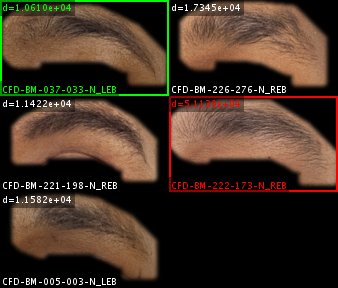 d=1.0610e+04
CFD-BM-037-033-N_LEB
d=1.7345e+04
CFD-BM-226-276-N_REB
d=1.1422e+04
CFD-BM-221-198-N_REB
CFD-BM-222-173-N_REB
d=1.1582e+04
CFD-BM-005-003-N_LEB